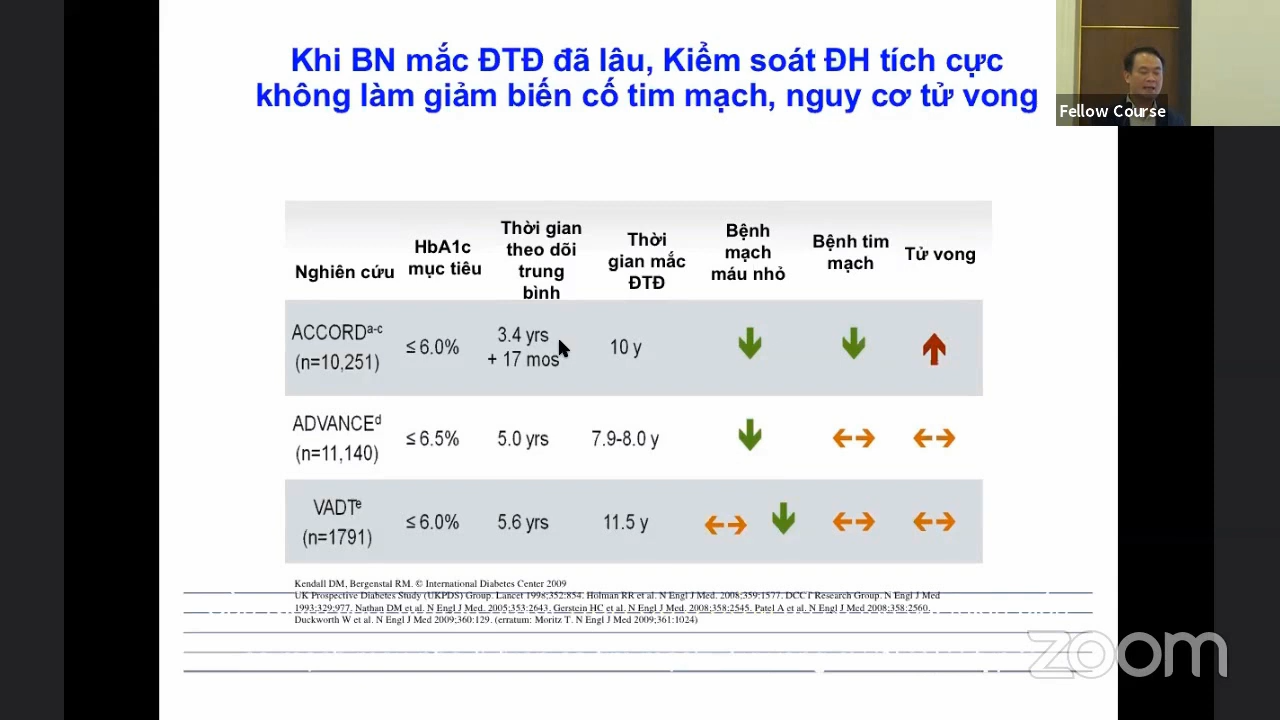 Khi BN mắc ĐTĐ đã lâu, Kiểm soát ĐH tích cực
không làm giảm biến cố tim mạch, nguy cơ tử vong
Fellow Course
Nghiên cứu
HbA1c
mục tiêu
Thời gian
theo dõi
trung
bình
Thời
gian mắc
ĐTĐ
Bệnh
mạch
máu nhỏ
Bệnh tim
mạch
Tử vong
ACCORDa-c
(n=10,251)
≤ 6.0%
3.4 yrs
+ 17 mos
10 y
ADVANCEd
(n=11,140)
≤ 6.5%
5.0 yrs
7.9-8.0 y
VADTe
(n=1791)
≤ 6.0%
5.6 yrs
11.5 y
Kendall DM, Bergenstal RM. © International Diabetes Center 2009
UK Prospective Diabetes Study (UKPDS) Group. Lancet 1998;352:854. Holman RR et al. N Engl J Med. 2008;359:1577. DCCT Research Group. N Engl J Med
1993;329;977. Nathan DM et al. N Engl J Med. 2005;353:2643. Gerstein HC et al. N Engl J Med. 2008;358:2545. Patel A et al. N Engl J Med 2008;358:2560.
Duckworth W et al. N Engl J Med 2009;360:129. (erratum: Moritz T. N Engl J Med 2009;361:1024)
zoom